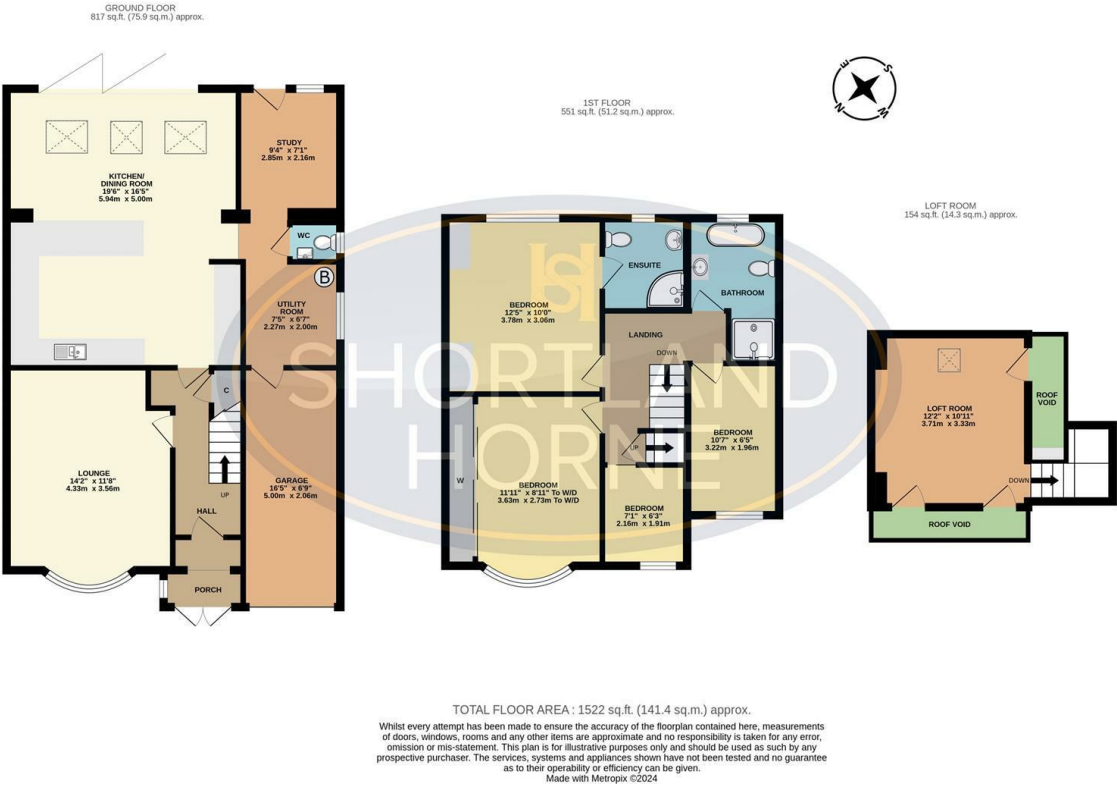 GROUND FLOOR
817 sq.ft. (75.9 sq.m.) approx.
STUDY
9'4" x 7'1"
2.85m x 2.16m
KITCHEN/
DINING ROOM
19'6" x 16'5"
5.94m x 5.00m
WC
B
UTILITY
ROOM
7'5" x 6'7"
2.27m x 2.00m
C
LOUNGE
14'2" x 11'8"
4.33m x 3.56m
UP
HALL
GARAGE
16'5" x 6'9"
5.00m x 2.06m
PORCH
1ST FLOOR
551 sq.ft. (51.2 sq.m.) approx.
ENSUITE
BATHROOM
BEDROOM
12'5" x 10'0"
3.78m x 3.06m
LANDING
DOWN
UP
W
BEDROOM
11'11" x 8'11" To W/D
3.63m x 2.73m To W/D
BEDROOM
10'7" x 6'5"
3.22m x 1.96m
BEDROOM
7'1" x 6'3"
2.16m x 1.91m
SH
SHORTLAND
HORNE
E
S
N
W
LOFT ROOM
154 sq.ft. (14.3 sq.m.) approx.
LOFT ROOM
12'2" x 10'11"
3.71m x 3.33m
ROOF
VOID
DOWN
ROOF VOID
TOTAL FLOOR AREA : 1522 sq.ft. (141.4 sq.m.) approx.
Whilst every attempt has been made to ensure the accuracy of the floorplan contained here, measurements
of doors, windows, rooms and any other items are approximate and no responsibility is taken for any error,
omission or mis-statement. This plan is for illustrative purposes only and should be used as such by any
prospective purchaser. The services, systems and appliances shown have not been tested and no guarantee
as to their operability or efficiency can be given.
Made with Metropix ©2024